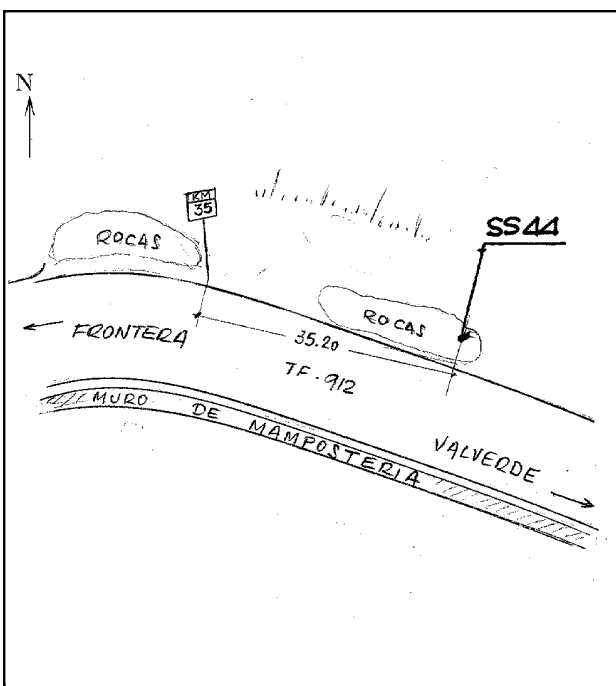 N
KM
35
ROCAS
SS44
ROCAS
← FRONTERA
35.20
TF-912
MURO DE MAMPOSTERIA
VALVERDE →